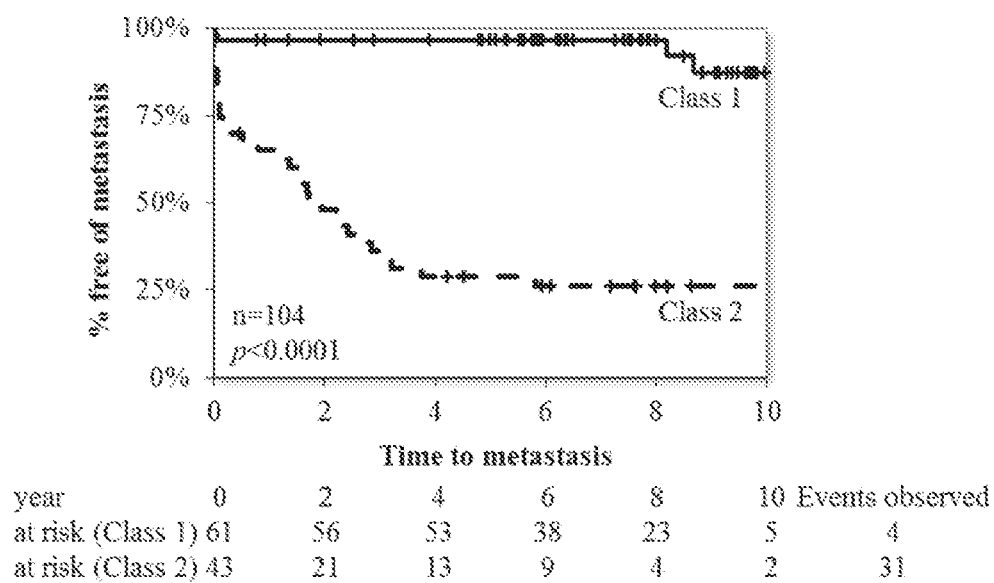 100%
75%
50%
25%
0%
% free of metastasis
Class 1
Class 2
n=104
p<0.0001
0 2 4 6 8 10
Time to metastasis
year 0 2 4 6 8 10 Events observed
at risk (Class 1) 61 56 53 38 23 5 4
at risk (Class 2) 43 21 13 9 4 2 31